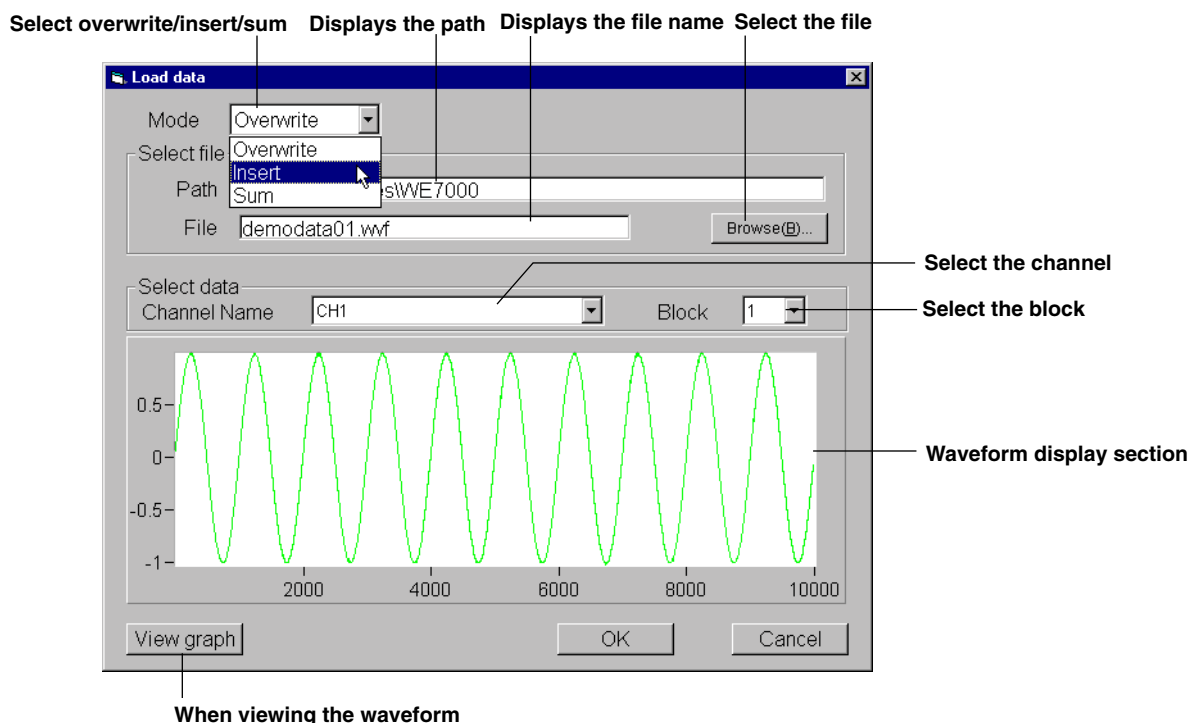 Select overwrite/insert/sum Displays the path Displays the file name Select the file
Load data
Mode Overwrite
Overwrite
Insert
Sum
Select file
Path s\WE7000
File demodata01.wvf Browse(B)...
Select the channel
Select data
Channel Name CH1 Block 1
Select the block
0.5
0
-0.5
-1
2000 4000 6000 8000 10000
Waveform display section
View graph OK Cancel
When viewing the waveform